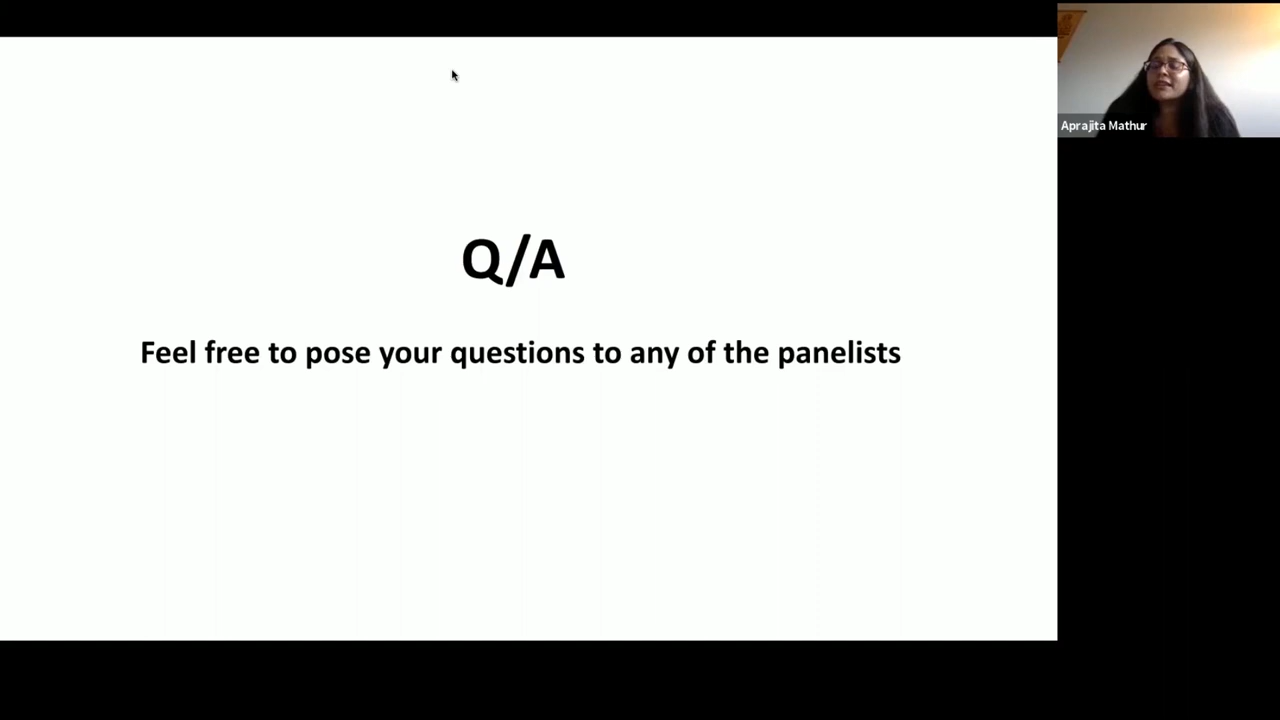 Q/A
Feel free to pose your questions to any of the panelists
Aprajita Mathur